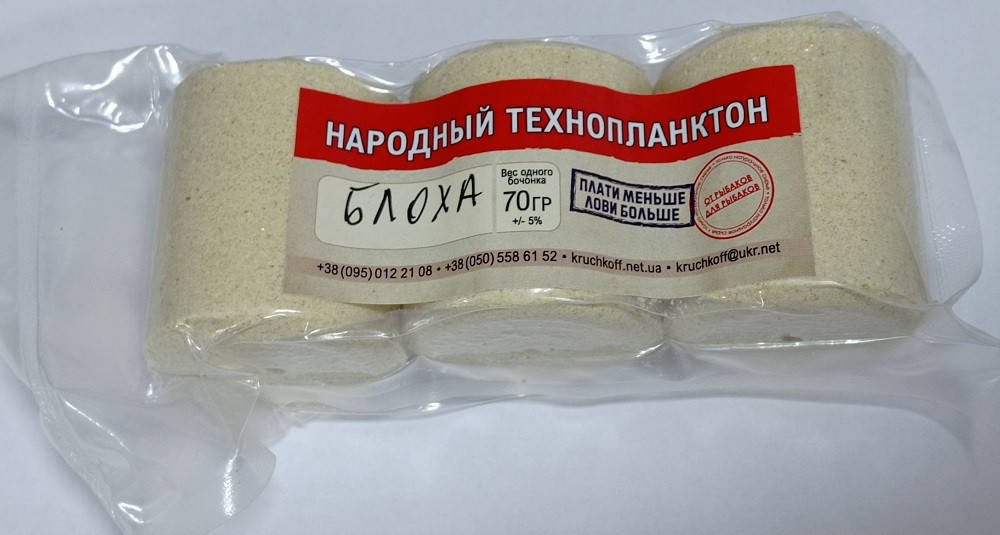 НАРОДНЫЙ ТЕХНОПЛАНКТОН
БЛОХА
Вес одного
бочонка
70ГР
+/- 5%
ПЛАТИ МЕНЬШЕ
ЛОВИ БОЛЬШЕ
ОТ РЫБАКОВ
ДЛЯ РЫБАКОВ
+38 (095) 012 21 08 • +38 (050) 558 61 52 • kruchkoff.net.ua • kruchkoff@ukr.net